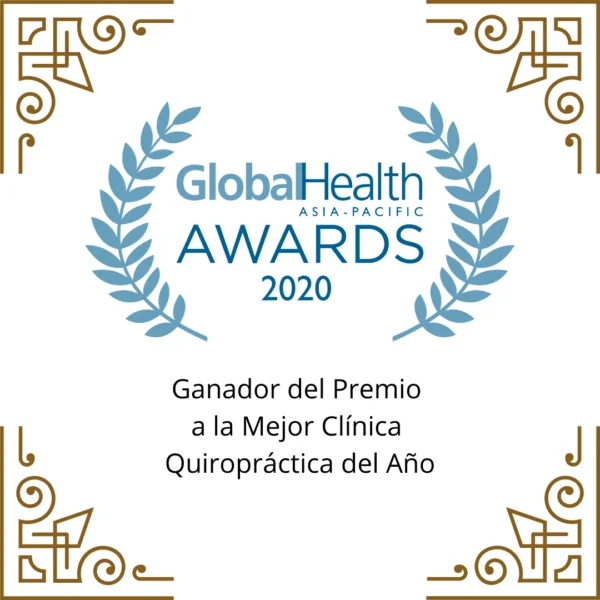 GlobalHealth
ASIA-PACIFIC
AWARDS
2020
Ganador del Premio
a la Mejor Clínica
Quiropráctica del Año